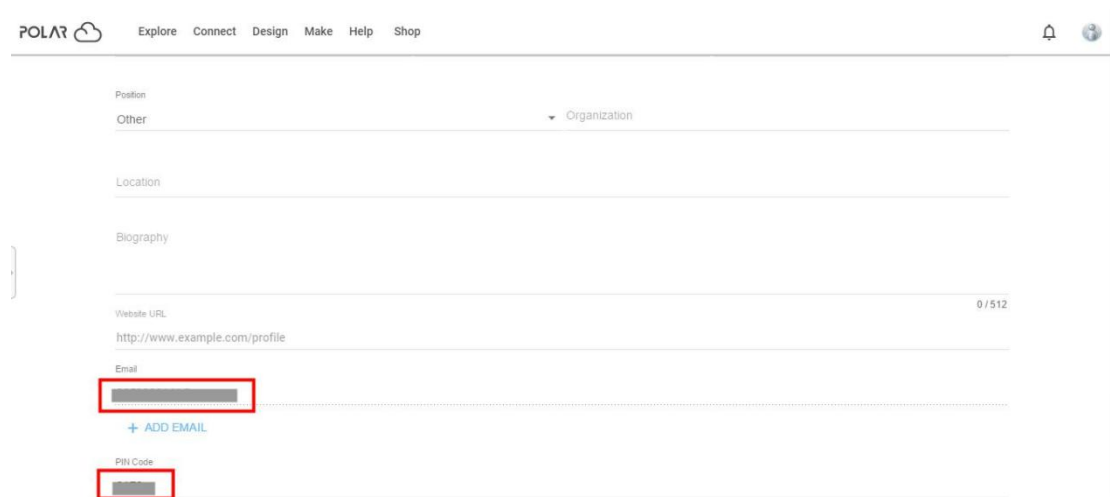 POLAR Explore Connect Design Make Help Shop
Position
Other Organization
Location
Biography
0 / 512
Website URL
http://www.example.com/profile
Email
+ ADD EMAIL
PIN Code